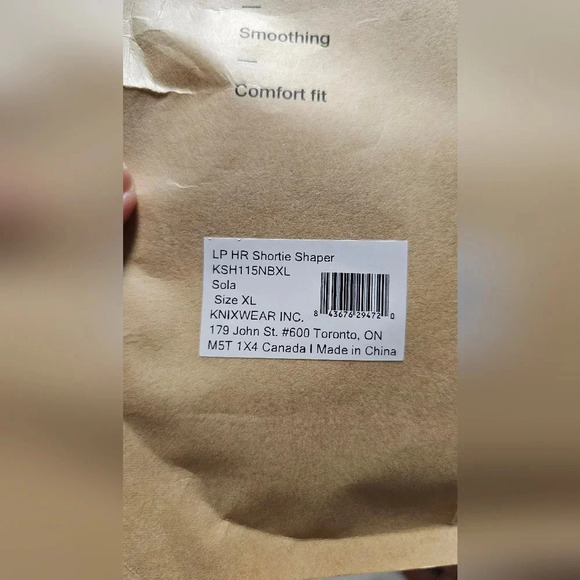 Smoothing
Comfort fit
LP HR Shortie Shaper
KSH115NBXL
Sola
Size XL
KNIXWEAR INC.
8 43676 29472 0
179 John St. #600 Toronto, ON
M5T 1X4 Canada I Made in China